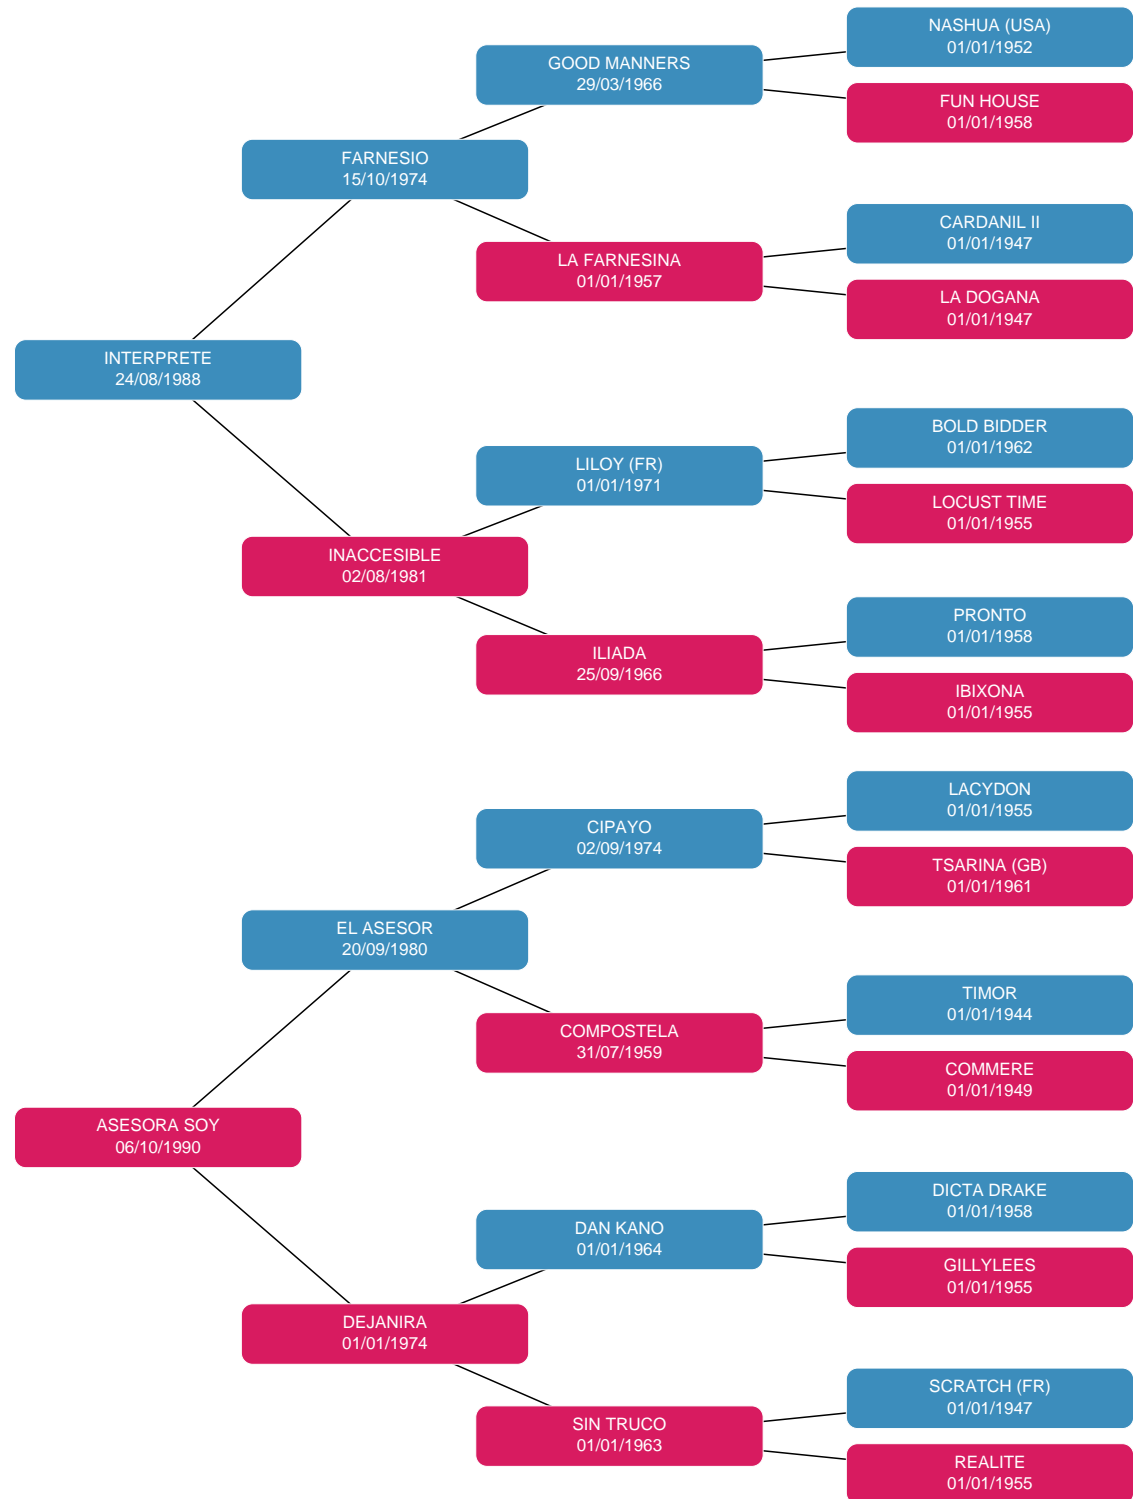 NASHUA (USA)
01/01/1952
GOOD MANNERS
29/03/1966
FUN HOUSE
01/01/1958
FARNESIO
15/10/1974
CARDANIL II
01/01/1947
LA FARNESINA
01/01/1957
LA DOGANA
01/01/1947
INTERPRETE
24/08/1988
BOLD BIDDER
01/01/1962
LILOY (FR)
01/01/1971
LOCUST TIME
01/01/1955
INACCESIBLE
02/08/1981
PRONTO
01/01/1958
ILIADA
25/09/1966
IBIXONA
01/01/1955
LACYDON
01/01/1955
CIPAYO
02/09/1974
TSARINA (GB)
01/01/1961
EL ASESOR
20/09/1980
TIMOR
01/01/1944
COMPOSTELA
31/07/1959
COMMERE
01/01/1949
ASESORA SOY
06/10/1990
DICTA DRAKE
01/01/1958
DAN KANO
01/01/1964
GILLYLEES
01/01/1955
DEJANIRA
01/01/1974
SCRATCH (FR)
01/01/1947
SIN TRUCO
01/01/1963
REALITE
01/01/1955